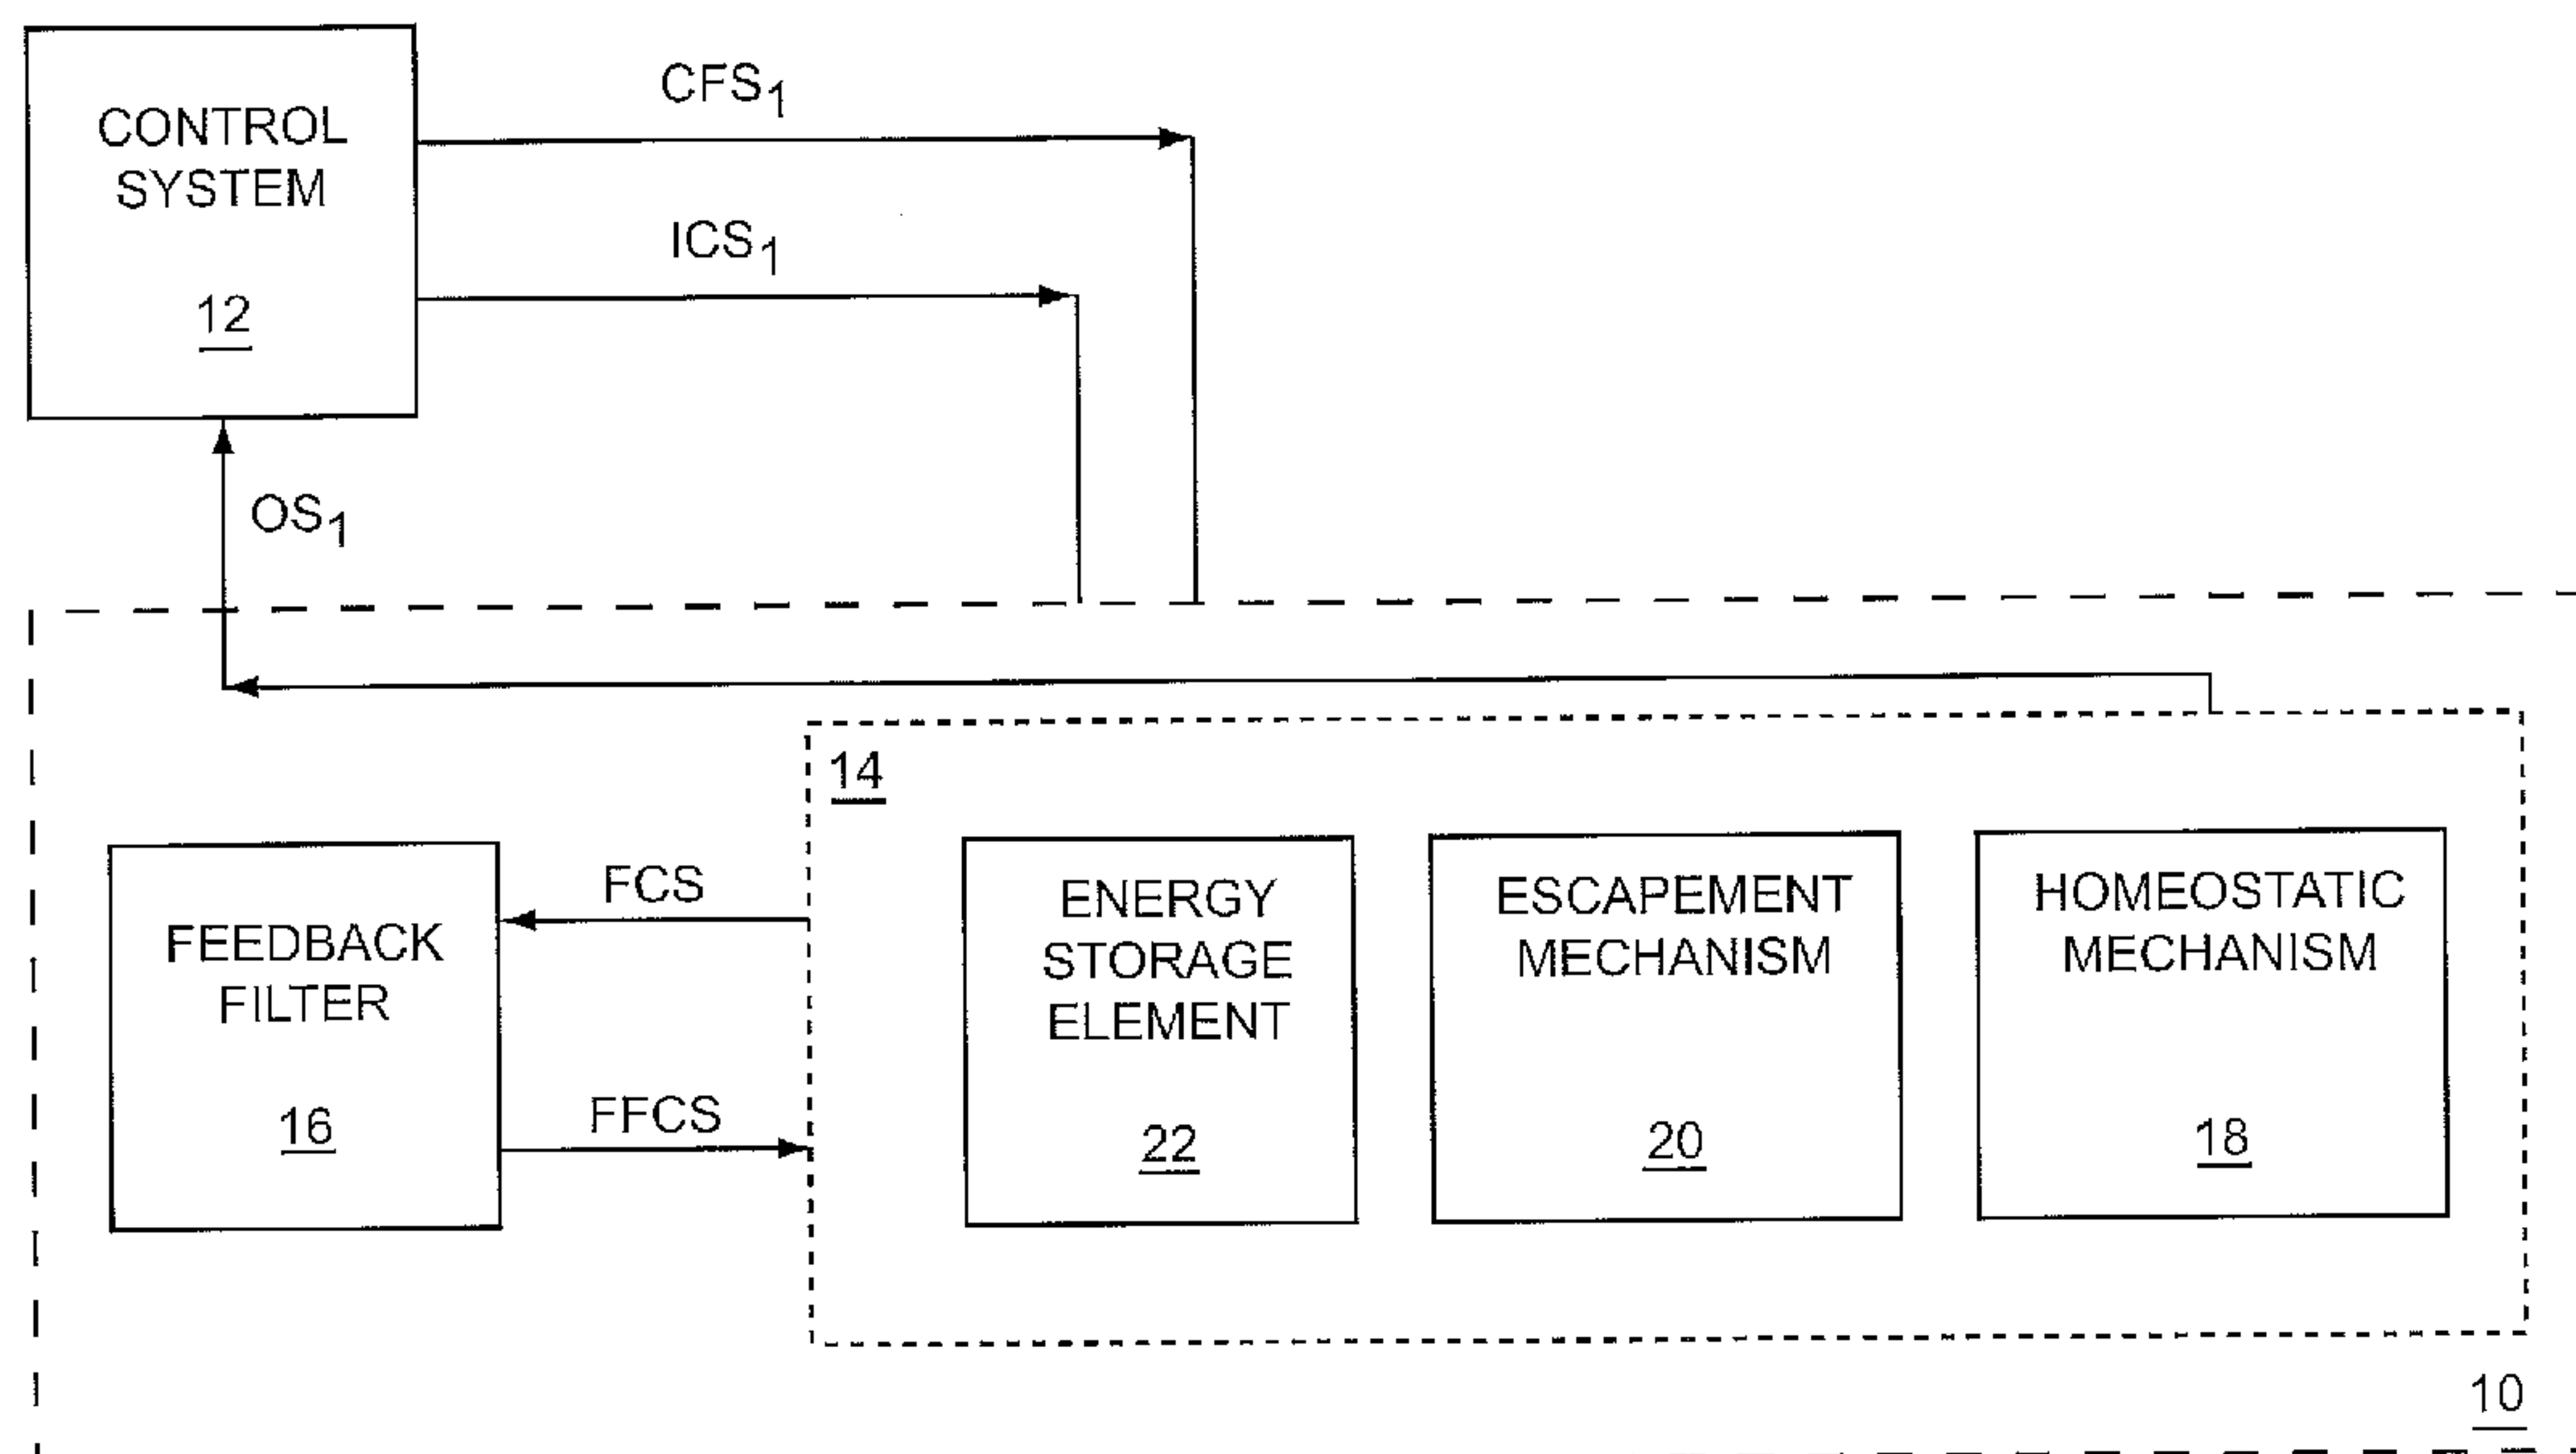 CONTROL
SYSTEM
12
CFS1
ICS1
OS1
14
FEEDBACK
FILTER
16
FCS
FFCS
ENERGY
STORAGE
ELEMENT
22
ESCAPEMENT
MECHANISM
20
HOMEOSTATIC
MECHANISM
18
10